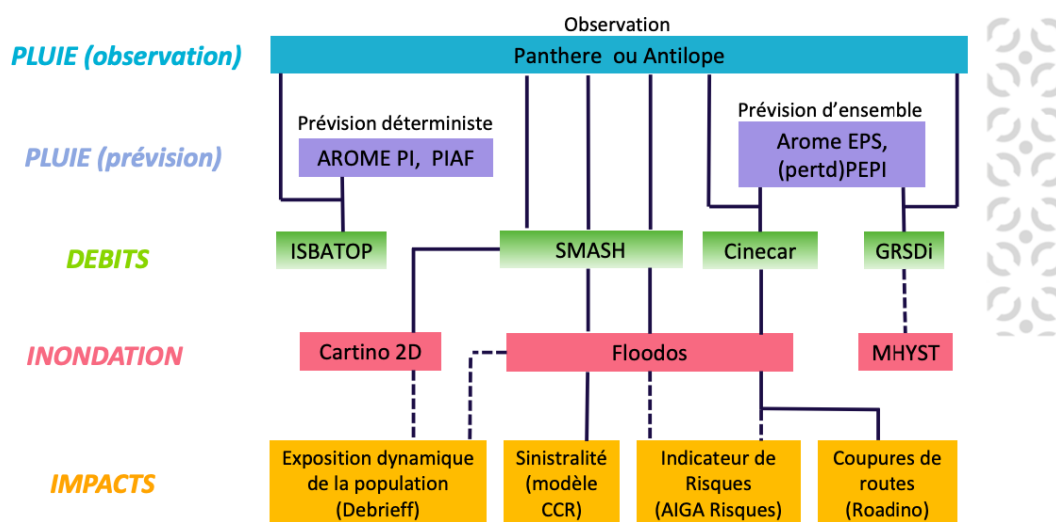 Observation
PLUIE (observation)
Panthere ou Antilope
Prévision déterministe
Prévision d'ensemble
PLUIE (prévision)
AROME PI, PIAF
Arome EPS,
(pertd)PEPI
DEBITS
ISBATOP
SMASH
Cinecar
GRSDi
INONDATION
Cartino 2D
Floodos
MHYST
IMPACTS
Exposition dynamique
de la population
(Debrieff)
Sinistralité
(modèle
CCR)
Indicateur de
Risques
(AIGA Risques)
Coupures de
routes
(Roadino)